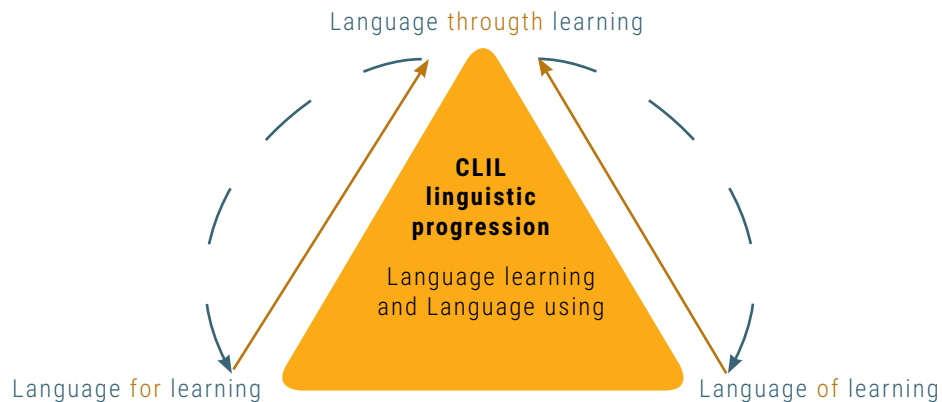 Language througth learning
CLIL
linguistic
progression
Language learning
and Language using
Language for learning
Language of learning